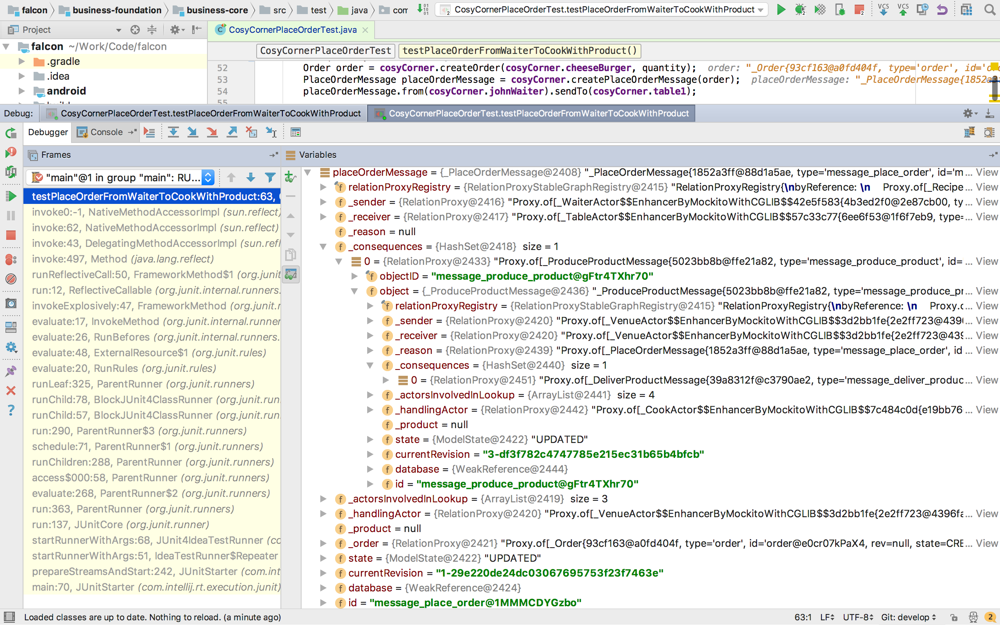 falcon business-foundation business-core src test java com CosyCornerPlaceOrderTest.testPlaceOrderFromWaiterToCookWithProduct VCS VCS
Project CosyCornerPlaceOrderTest.java
falcon ~/Work/Code/falcon
.gradle
.idea
android
CosyCornerPlaceOrderTest testPlaceOrderFromWaiterToCookWithProduct()
52 Order order = cosyCorner.createOrder(cosyCorner.cheeseBurger, quantity); order: "_Order{93cf163@a0fd404f, type='order', id='
53 PlaceOrderMessage placeOrderMessage = cosyCorner.createPlaceOrderMessage(order); placeOrderMessage: "_PlaceOrderMessage{1852a3
54 placeOrderMessage.from(cosyCorner.johnWaiter).sendTo(cosyCorner.table1);
55
Debug: CosyCornerPlaceOrderTest.testPlaceOrderFromWaiterToCookWithProduct CosyCornerPlaceOrderTest.testPlaceOrderFromWaiterToCookWithProduct
Debugger Console
Frames
"main"@1 in group "main": RU...
testPlaceOrderFromWaiterToCookWithProduct:63,
invoke0:-1, NativeMethodAccessorImpl (sun.reflect)
invoke:62, NativeMethodAccessorImpl (sun.reflect)
invoke:43, DelegatingMethodAccessorImpl (sun.refl
invoke:497, Method (java.lang.reflect)
runReflectiveCall:50, FrameworkMethod$1 (org.junit
run:12, ReflectiveCallable (org.junit.internal.runners.
invokeExplosively:47, FrameworkMethod (org.junit.r
evaluate:17, InvokeMethod (org.junit.internal.runner
evaluate:26, RunBefores (org.junit.internal.runners.
evaluate:48, ExternalResource$1 (org.junit.rules)
evaluate:20, RunRules (org.junit.rules)
runLeaf:325, ParentRunner (org.junit.runners)
runChild:78, BlockJUnit4ClassRunner (org.junit.run
runChild:57, BlockJUnit4ClassRunner (org.junit.run
run:290, ParentRunner$3 (org.junit.runners)
schedule:71, ParentRunner$1 (org.junit.runners)
runChildren:288, ParentRunner (org.junit.runners)
access$000:58, ParentRunner (org.junit.runners)
evaluate:268, ParentRunner$2 (org.junit.runners)
run:363, ParentRunner (org.junit.runners)
run:137, JUnitCore (org.junit.runner)
startRunnerWithArgs:68, JUnit4IdeaTestRunner (co
startRunnerWithArgs:51, IdeaTestRunner$Repeater
prepareStreamsAndStart:242, JUnitStarter (com.int
main:70, JUnitStarter (com.intellij.rt.execution.junit)
Variables
placeOrderMessage = {_PlaceOrderMessage@2408} "_PlaceOrderMessage{1852a3ff@88d1a5ae, type='message_place_order', id='m... View
relationProxyRegistry = {RelationProxyStableGraphRegistry@2415} "RelationProxyRegistry{\nbyReference: \n Proxy.of[_Recipe... View
_sender = {RelationProxy@2416} "Proxy.of[_WaiterActor$$EnhancerByMockitoWithCGLIB$$42e5f583{4b3ed2f0@2e87cb00, ty... View
_receiver = {RelationProxy@2417} "Proxy.of[_TableActor$$EnhancerByMockitoWithCGLIB$$57c33c77{6ee6f53@1f6f7eb9, type=... View
_reason = null
_consequences = {HashSet@2418} size = 1
0 = {RelationProxy@2433} "Proxy.of[_ProduceProductMessage{5023bb8b@ffe21a82, type='message_produce_product', id=... View
objectID = "message_produce_product@gFtr4TXhr70"
object = {_ProduceProductMessage@2436} "_ProduceProductMessage{5023bb8b@ffe21a82, type='message_produce_pr... View
relationProxyRegistry = {RelationProxyStableGraphRegistry@2415} "RelationProxyRegistry{\nbyReference: \n Proxy.c... View
_sender = {RelationProxy@2420} "Proxy.of[_VenueActor$$EnhancerByMockitoWithCGLIB$$3d2bb1fe{2e2ff723@4396... View
_receiver = {RelationProxy@2420} "Proxy.of[_VenueActor$$EnhancerByMockitoWithCGLIB$$3d2bb1fe{2e2ff723@439... View
_reason = {RelationProxy@2439} "Proxy.of[_PlaceOrderMessage{1852a3ff@88d1a5ae, type='message_place_order', id... View
_consequences = {HashSet@2440} size = 1
0 = {RelationProxy@2451} "Proxy.of[_DeliverProductMessage{39a8312f@c3790ae2, type='message_deliver_produc... View
_actorsInvolvedInLookup = {ArrayList@2441} size = 4
_handlingActor = {RelationProxy@2442} "Proxy.of[_CookActor$$EnhancerByMockitoWithCGLIB$$7c484c0d{e19bb76... View
_product = null
state = {ModelState@2422} "UPDATED"
currentRevision = "3-df3f782c4747785e215ec31b65b4bfcb"
database = {WeakReference@2444}
id = "message_produce_product@gFtr4TXhr70"
_actorsInvolvedInLookup = {ArrayList@2419} size = 3
_handlingActor = {RelationProxy@2420} "Proxy.of[_VenueActor$$EnhancerByMockitoWithCGLIB$$3d2bb1fe{2e2ff723@4396fa... View
_product = null
_order = {RelationProxy@2421} "Proxy.of[_Order{93cf163@a0fd404f, type='order', id='order@e0cr07kPaX4, rev=null, state=CRE... View
state = {ModelState@2422} "UPDATED"
currentRevision = "1-29e220de24dc03067695753f23f7463e"
database = {WeakReference@2424}
id = "message_place_order@1MMMCDYGzbo"
Loaded classes are up to date. Nothing to reload. (a minute ago) 63:1 LF UTF-8 Git: develop 2